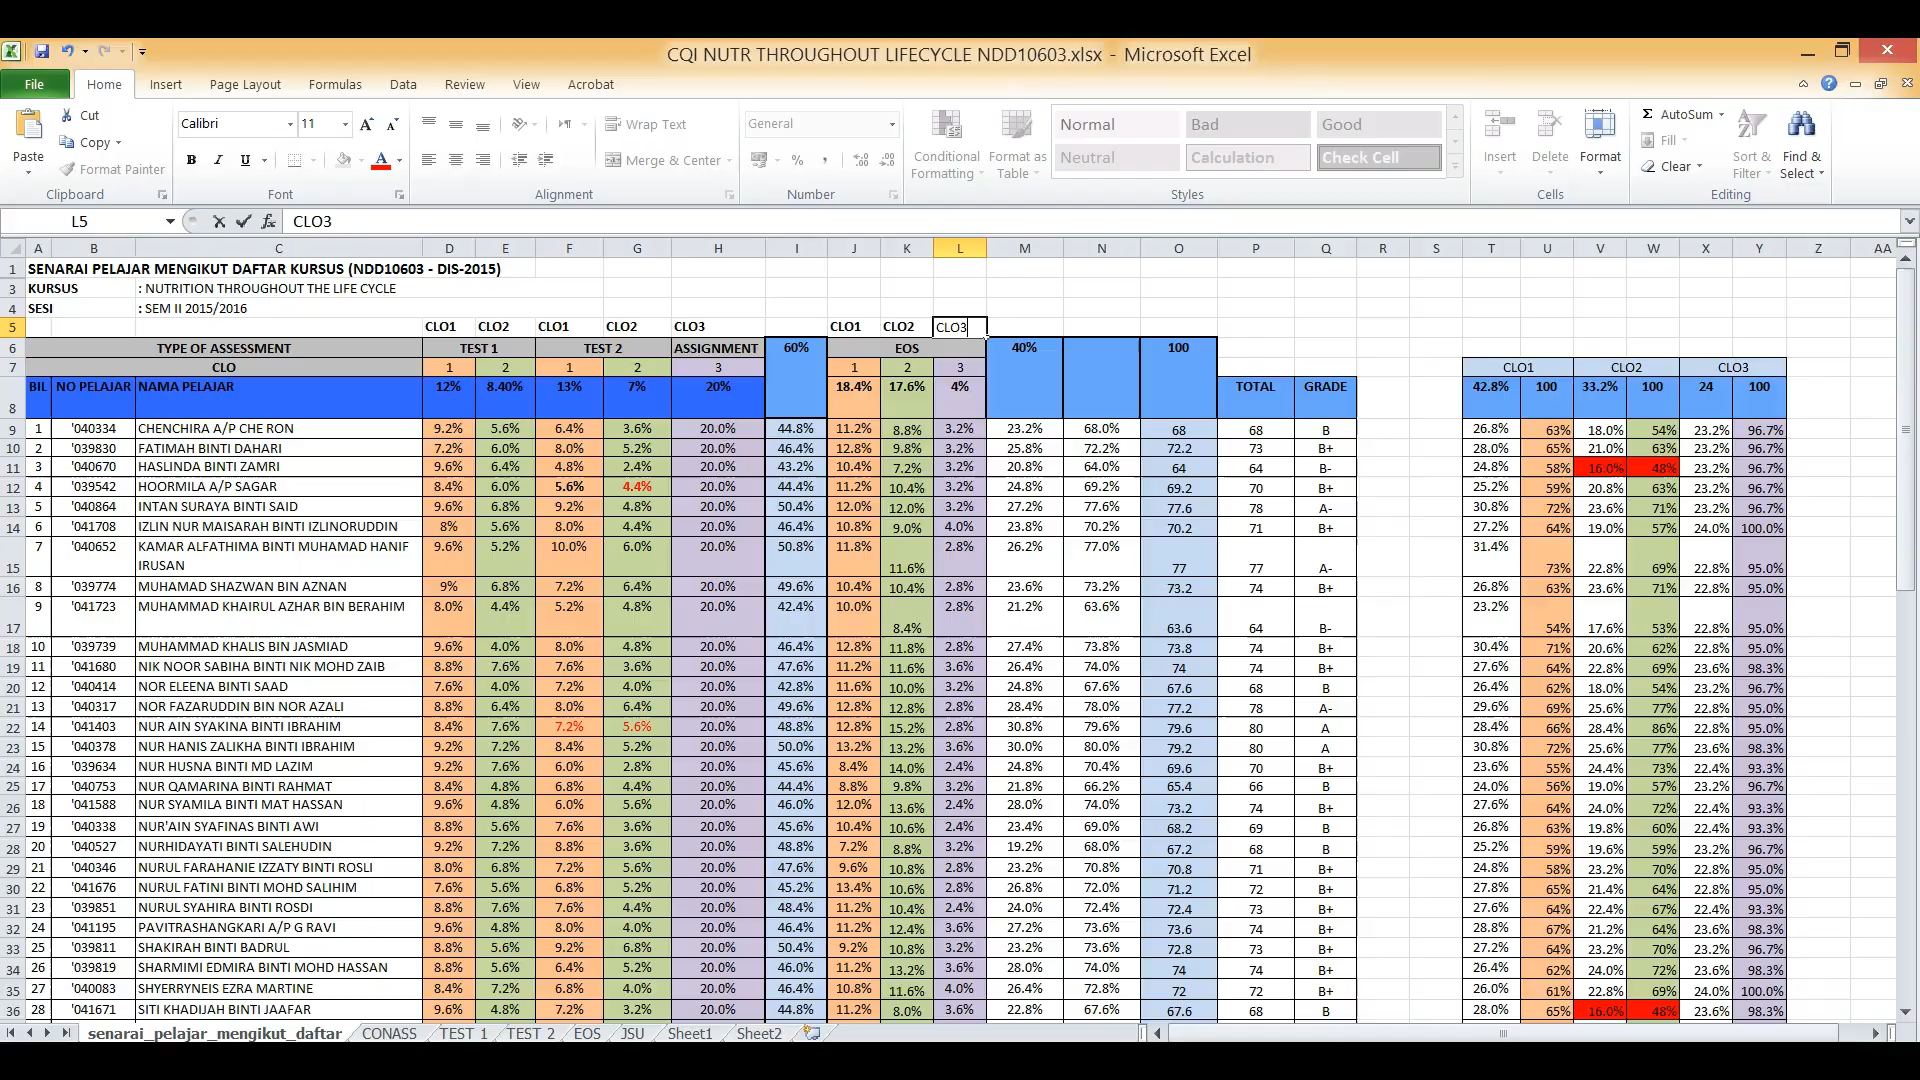 CQI NUTR THROUGHOUT LIFECYCLE NDD10603.xlsx - Microsoft Excel
File Home Insert Page Layout Formulas Data Review View Acrobat
Cut Calibri 11 Wrap Text General Normal Bad Good AutoSum
Copy Fill
Paste Conditional Format as Neutral Calculation Check Cell Insert Delete Format Sort & Find &
Format Painter B I U Merge & Center % , Formatting Table Clear Filter Select
Clipboard Font Alignment Number Styles Cells Editing
L5 fx CLO3
A B C D E F G H I J K L M N O P Q R S T U V W X Y Z AA
1 SENARAI PELAJAR MENGIKUT DAFTAR KURSUS (NDD10603 - DIS-2015)
3 KURSUS : NUTRITION THROUGHOUT THE LIFE CYCLE
4 SESI : SEM II 2015/2016
5 CLO1 CLO2 CLO1 CLO2 CLO3 CLO1 CLO2 CLO3
6 TYPE OF ASSESSMENT TEST 1 TEST 2 ASSIGNMENT 60% EOS 40% 100
7 CLO 1 2 1 2 3 1 2 3 CLO1 CLO2 CLO3
8 BIL NO PELAJAR NAMA PELAJAR 12% 8.40% 13% 7% 20% 18.4% 17.6% 4% TOTAL GRADE 42.8% 100 33.2% 100 24 100
9 1 '040334 CHENCHIRA A/P CHE RON 9.2% 5.6% 6.4% 3.6% 20.0% 44.8% 11.2% 8.8% 3.2% 23.2% 68.0% 68 68 B 26.8% 63% 18.0% 54% 23.2% 96.7%
10 2 '039830 FATIMAH BINTI DAHARI 7.2% 6.0% 8.0% 5.2% 20.0% 46.4% 12.8% 9.8% 3.2% 25.8% 72.2% 72.2 73 B+ 28.0% 65% 21.0% 63% 23.2% 96.7%
11 3 '040670 HASLINDA BINTI ZAMRI 9.6% 6.4% 4.8% 2.4% 20.0% 43.2% 10.4% 7.2% 3.2% 20.8% 64.0% 64 64 B- 24.8% 58% 16.0% 48% 23.2% 96.7%
12 4 '039542 HOORMILA A/P SAGAR 8.4% 6.0% 5.6% 4.4% 20.0% 44.4% 11.2% 10.4% 3.2% 24.8% 69.2% 69.2 70 B+ 25.2% 59% 20.8% 63% 23.2% 96.7%
13 5 '040864 INTAN SURAYA BINTI SAID 9.6% 6.8% 9.2% 4.8% 20.0% 50.4% 12.0% 12.0% 3.2% 27.2% 77.6% 77.6 78 A- 30.8% 72% 23.6% 71% 23.2% 96.7%
14 6 '041708 IZLIN NUR MAISARAH BINTI IZLINORUDDIN 8% 5.6% 8.0% 4.4% 20.0% 46.4% 10.8% 9.0% 4.0% 23.8% 70.2% 70.2 71 B+ 27.2% 64% 19.0% 57% 24.0% 100.0%
15 7 '040652 KAMAR ALFATHIMA BINTI MUHAMAD HANIF IRUSAN 9.6% 5.2% 10.0% 6.0% 20.0% 50.8% 11.8% 11.6% 2.8% 26.2% 77.0% 77 77 A- 31.4% 73% 22.8% 69% 22.8% 95.0%
16 8 '039774 MUHAMAD SHAZWAN BIN AZNAN 9% 6.8% 7.2% 6.4% 20.0% 49.6% 10.4% 10.4% 2.8% 23.6% 73.2% 73.2 74 B+ 26.8% 63% 23.6% 71% 22.8% 95.0%
17 9 '041723 MUHAMMAD KHAIRUL AZHAR BIN BERAHIM 8.0% 4.4% 5.2% 4.8% 20.0% 42.4% 10.0% 8.4% 2.8% 21.2% 63.6% 63.6 64 B- 23.2% 54% 17.6% 53% 22.8% 95.0%
18 10 '039739 MUHAMMAD KHALIS BIN JASMIAD 9.6% 4.0% 8.0% 4.8% 20.0% 46.4% 12.8% 11.8% 2.8% 27.4% 73.8% 73.8 74 B+ 30.4% 71% 20.6% 62% 22.8% 95.0%
19 11 '041680 NIK NOOR SABIHA BINTI NIK MOHD ZAIB 8.8% 7.6% 7.6% 3.6% 20.0% 47.6% 11.2% 11.6% 3.6% 26.4% 74.0% 74 74 B+ 27.6% 64% 22.8% 69% 23.6% 98.3%
20 12 '040414 NOR ELEENA BINTI SAAD 7.6% 4.0% 7.2% 4.0% 20.0% 42.8% 11.6% 10.0% 3.2% 24.8% 67.6% 67.6 68 B 26.4% 62% 18.0% 54% 23.2% 96.7%
21 13 '040317 NOR FAZARUDDIN BIN NOR AZALI 8.8% 6.4% 8.0% 6.4% 20.0% 49.6% 12.8% 12.8% 2.8% 28.4% 78.0% 77.2 78 A- 29.6% 69% 25.6% 77% 22.8% 95.0%
22 14 '041403 NUR AIN SYAKINA BINTI IBRAHIM 8.4% 7.6% 7.2% 5.6% 20.0% 48.8% 12.8% 15.2% 2.8% 30.8% 79.6% 79.6 80 A 28.4% 66% 28.4% 86% 22.8% 95.0%
23 15 '040378 NUR HANIS ZALIKHA BINTI IBRAHIM 9.2% 7.2% 8.4% 5.2% 20.0% 50.0% 13.2% 13.2% 3.6% 30.0% 80.0% 79.2 80 A 30.8% 72% 25.6% 77% 23.6% 98.3%
24 16 '039634 NUR HUSNA BINTI MD LAZIM 9.2% 7.6% 6.0% 2.8% 20.0% 45.6% 8.4% 14.0% 2.4% 24.8% 70.4% 69.6 70 B+ 23.6% 55% 24.4% 73% 22.4% 93.3%
25 17 '040753 NUR QAMARINA BINTI RAHMAT 8.4% 4.8% 6.8% 4.4% 20.0% 44.4% 8.8% 9.8% 3.2% 21.8% 66.2% 65.4 66 B 24.0% 56% 19.0% 57% 23.2% 96.7%
26 18 '041588 NUR SYAMILA BINTI MAT HASSAN 9.6% 4.8% 6.0% 5.6% 20.0% 46.0% 12.0% 13.6% 2.4% 28.0% 74.0% 73.2 74 B+ 27.6% 64% 24.0% 72% 22.4% 93.3%
27 19 '040338 NUR'AIN SYAFINAS BINTI AWI 8.8% 5.6% 7.6% 3.6% 20.0% 45.6% 10.4% 10.6% 2.4% 23.4% 69.0% 68.2 69 B 26.8% 63% 19.8% 60% 22.4% 93.3%
28 20 '040527 NURHIDAYATI BINTI SALEHUDIN 9.2% 7.2% 8.8% 3.6% 20.0% 48.8% 7.2% 8.8% 3.2% 19.2% 68.0% 67.2 68 B 25.2% 59% 19.6% 59% 23.2% 96.7%
29 21 '040346 NURUL FARAHANIE IZZATY BINTI ROSLI 8.0% 6.8% 7.2% 5.6% 20.0% 47.6% 9.6% 10.8% 2.8% 23.2% 70.8% 70.8 71 B+ 24.8% 58% 23.2% 70% 22.8% 95.0%
30 22 '041676 NURUL FATINI BINTI MOHD SALIHIM 7.6% 5.6% 6.8% 5.2% 20.0% 45.2% 13.4% 10.6% 2.8% 26.8% 72.0% 71.2 72 B+ 27.8% 65% 21.4% 64% 22.8% 95.0%
31 23 '039851 NURUL SYAHIRA BINTI ROSDI 8.8% 7.6% 7.6% 4.4% 20.0% 48.4% 11.2% 10.4% 2.4% 24.0% 72.4% 72.4 73 B+ 27.6% 64% 22.4% 67% 22.4% 93.3%
32 24 '041195 PAVITRASHANGKARI A/P G RAVI 9.6% 4.8% 8.0% 4.0% 20.0% 46.4% 11.2% 12.4% 3.6% 27.2% 73.6% 73.6 74 B+ 28.8% 67% 21.2% 64% 23.6% 98.3%
33 25 '039811 SHAKIRAH BINTI BADRUL 8.8% 5.6% 9.2% 6.8% 20.0% 50.4% 9.2% 10.8% 3.2% 23.2% 73.6% 72.8 73 B+ 27.2% 64% 23.2% 70% 23.2% 96.7%
34 26 '039819 SHARMIMI EDMIRA BINTI MOHD HASSAN 8.8% 5.6% 6.4% 5.2% 20.0% 46.0% 11.2% 13.2% 3.6% 28.0% 74.0% 74 74 B+ 26.4% 62% 24.0% 72% 23.6% 98.3%
35 27 '040083 SHYERRYNEIS EZRA MARTINE 8.4% 7.2% 6.8% 4.0% 20.0% 46.4% 10.8% 11.6% 4.0% 26.4% 72.8% 72 72 B+ 26.0% 61% 22.8% 69% 24.0% 100.0%
36 28 '041671 SITI KHADIJAH BINTI JAAFAR 9.6% 4.8% 7.2% 3.2% 20.0% 44.8% 11.2% 8.0% 3.6% 22.8% 67.6% 67.6 68 B 28.0% 65% 16.0% 48% 23.6% 98.3%
senarai_pelajar_mengikut_daftar CONASS TEST 1 TEST 2 EOS JSU Sheet1 Sheet2